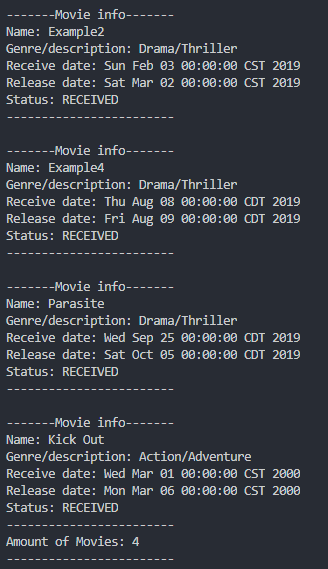 -------Movie info-------
Name: Example2
Genre/description: Drama/Thriller
Receive date: Sun Feb 03 00:00:00 CST 2019
Release date: Sat Mar 02 00:00:00 CST 2019
Status: RECEIVED
------------------------
-------Movie info-------
Name: Example4
Genre/description: Drama/Thriller
Receive date: Thu Aug 08 00:00:00 CDT 2019
Release date: Fri Aug 09 00:00:00 CDT 2019
Status: RECEIVED
------------------------
-------Movie info-------
Name: Parasite
Genre/description: Drama/Thriller
Receive date: Wed Sep 25 00:00:00 CDT 2019
Release date: Sat Oct 05 00:00:00 CDT 2019
Status: RECEIVED
------------------------
-------Movie info-------
Name: Kick Out
Genre/description: Action/Adventure
Receive date: Wed Mar 01 00:00:00 CST 2000
Release date: Mon Mar 06 00:00:00 CST 2000
Status: RECEIVED
------------------------
Amount of Movies: 4
------------------------